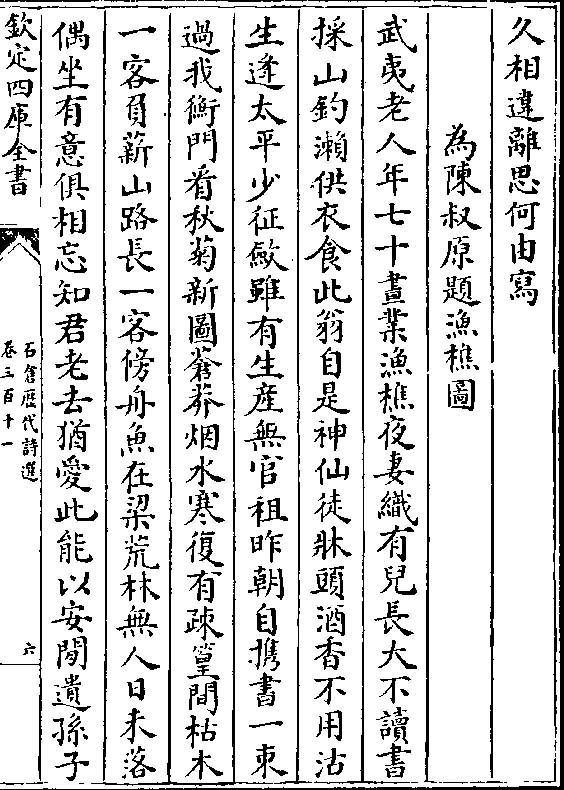 久相違離思何由寫
為陳叔原題漁樵圖
武夷老人年七十晝業漁樵夜妻織有兒長大不讀書
採山釣瀨供衣食此翁自是神仙徒牀頭酒香不用沽
生逢太平少征斂雖有生産無官租昨朝自携書一束
過我衡門看秋菊新圖蒼莽烟水寒復有疎篁間枯木
一客負薪山路長一客傍舟魚在梁荒林無人日未落
偶坐有意俱相忘知君老去猶愛此能以安閒遺孫子
欽定四庫全書
石倉歴代詩選
卷三百十一
六